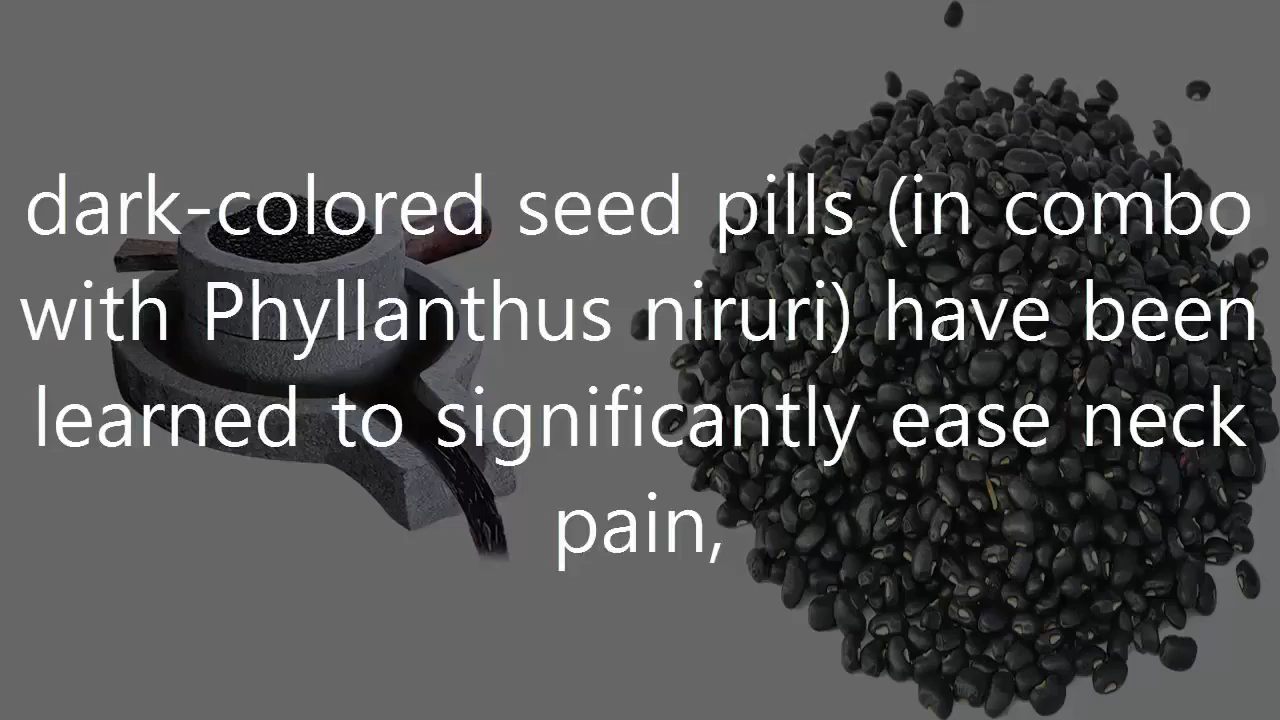 dark-colored seed pills (in combo
with Phyllanthus niruri) have been
learned to significantly ease neck
pain,